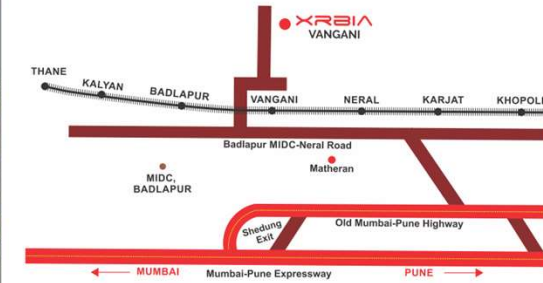 XRBIA
VANGANI
THANE
KALYAN
BADLAPUR
VANGANI
NERAL
KARJAT
KHOPOLI
Badlapur MIDC-Neral Road
MIDC,
BADLAPUR
Matheran
Shedung
Exit
Old Mumbai-Pune Highway
MUMBAI
Mumbai-Pune Expressway
PUNE